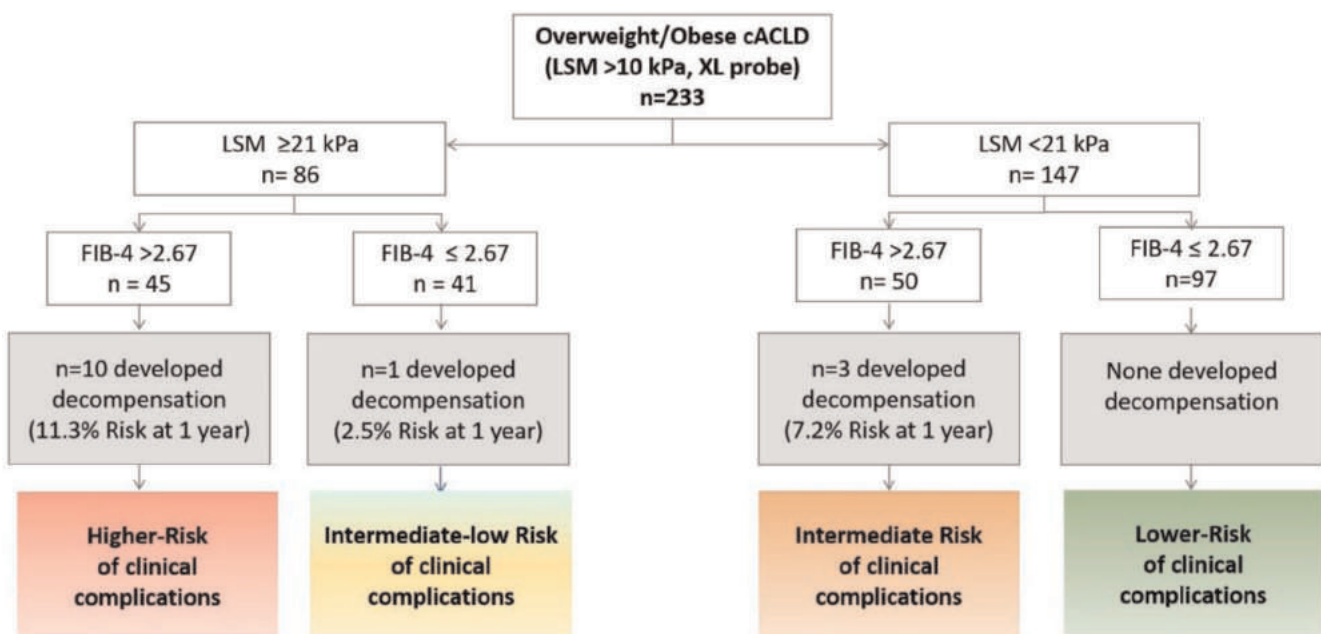 Overweight/Obese cACLD
(LSM >10 kPa, XL probe)
n=233
LSM ≥21 kPa
n= 86
LSM <21 kPa
n= 147
FIB-4 >2.67
n = 45
FIB-4 ≤ 2.67
n = 41
FIB-4 >2.67
n= 50
FIB-4 ≤ 2.67
n=97
n=10 developed
decompensation
(11.3% Risk at 1 year)
n=1 developed
decompensation
(2.5% Risk at 1 year)
n=3 developed
decompensation
(7.2% Risk at 1 year)
None developed
decompensation
Higher-Risk
of clinical
complications
Intermediate-low Risk
of clinical
complications
Intermediate Risk
of clinical
complications
Lower-Risk
of clinical
complications